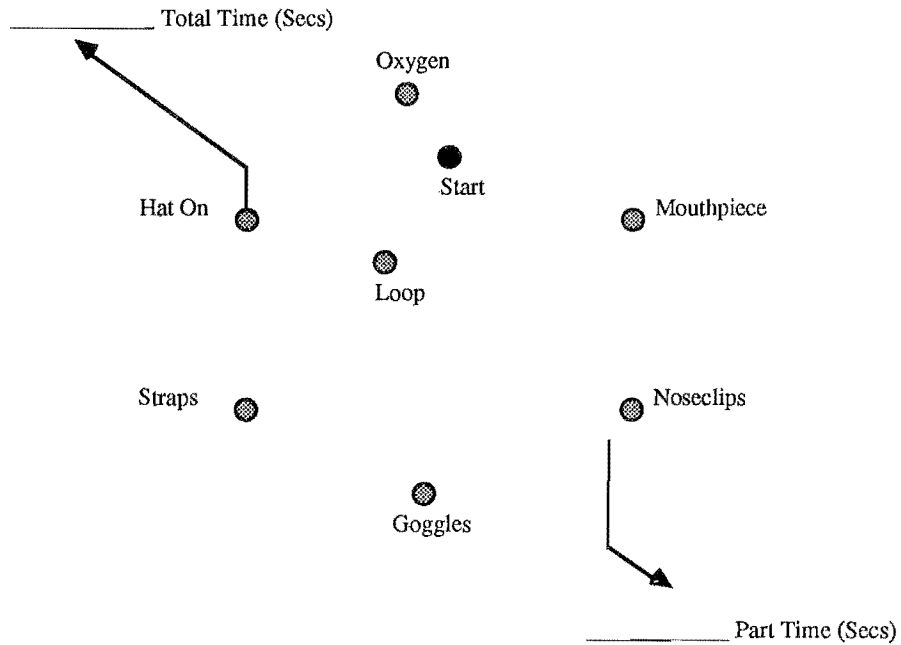 Total Time (Secs)
Oxygen
Start
Hat On
Mouthpiece
Loop
Straps
Noseclips
Goggles
Part Time (Secs)